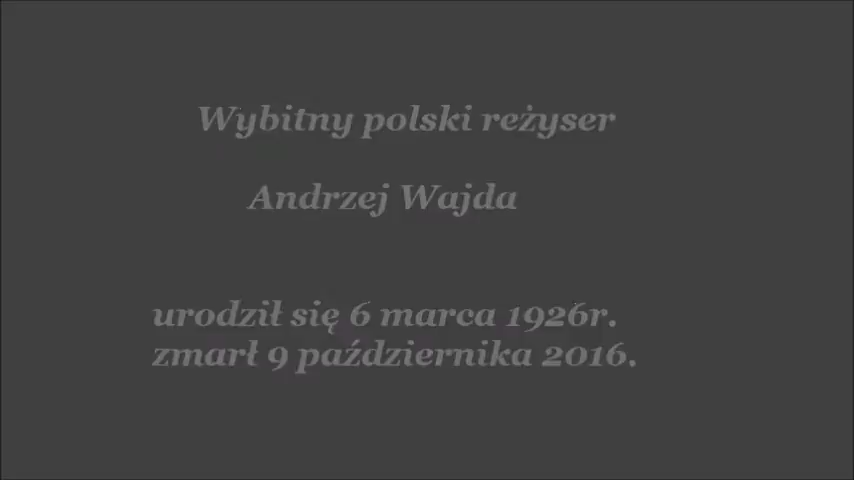 Wybitny polski reżyser
Andrzej Wajda
urodził się 6 marca 1926r.
zmarł 9 października 2016.